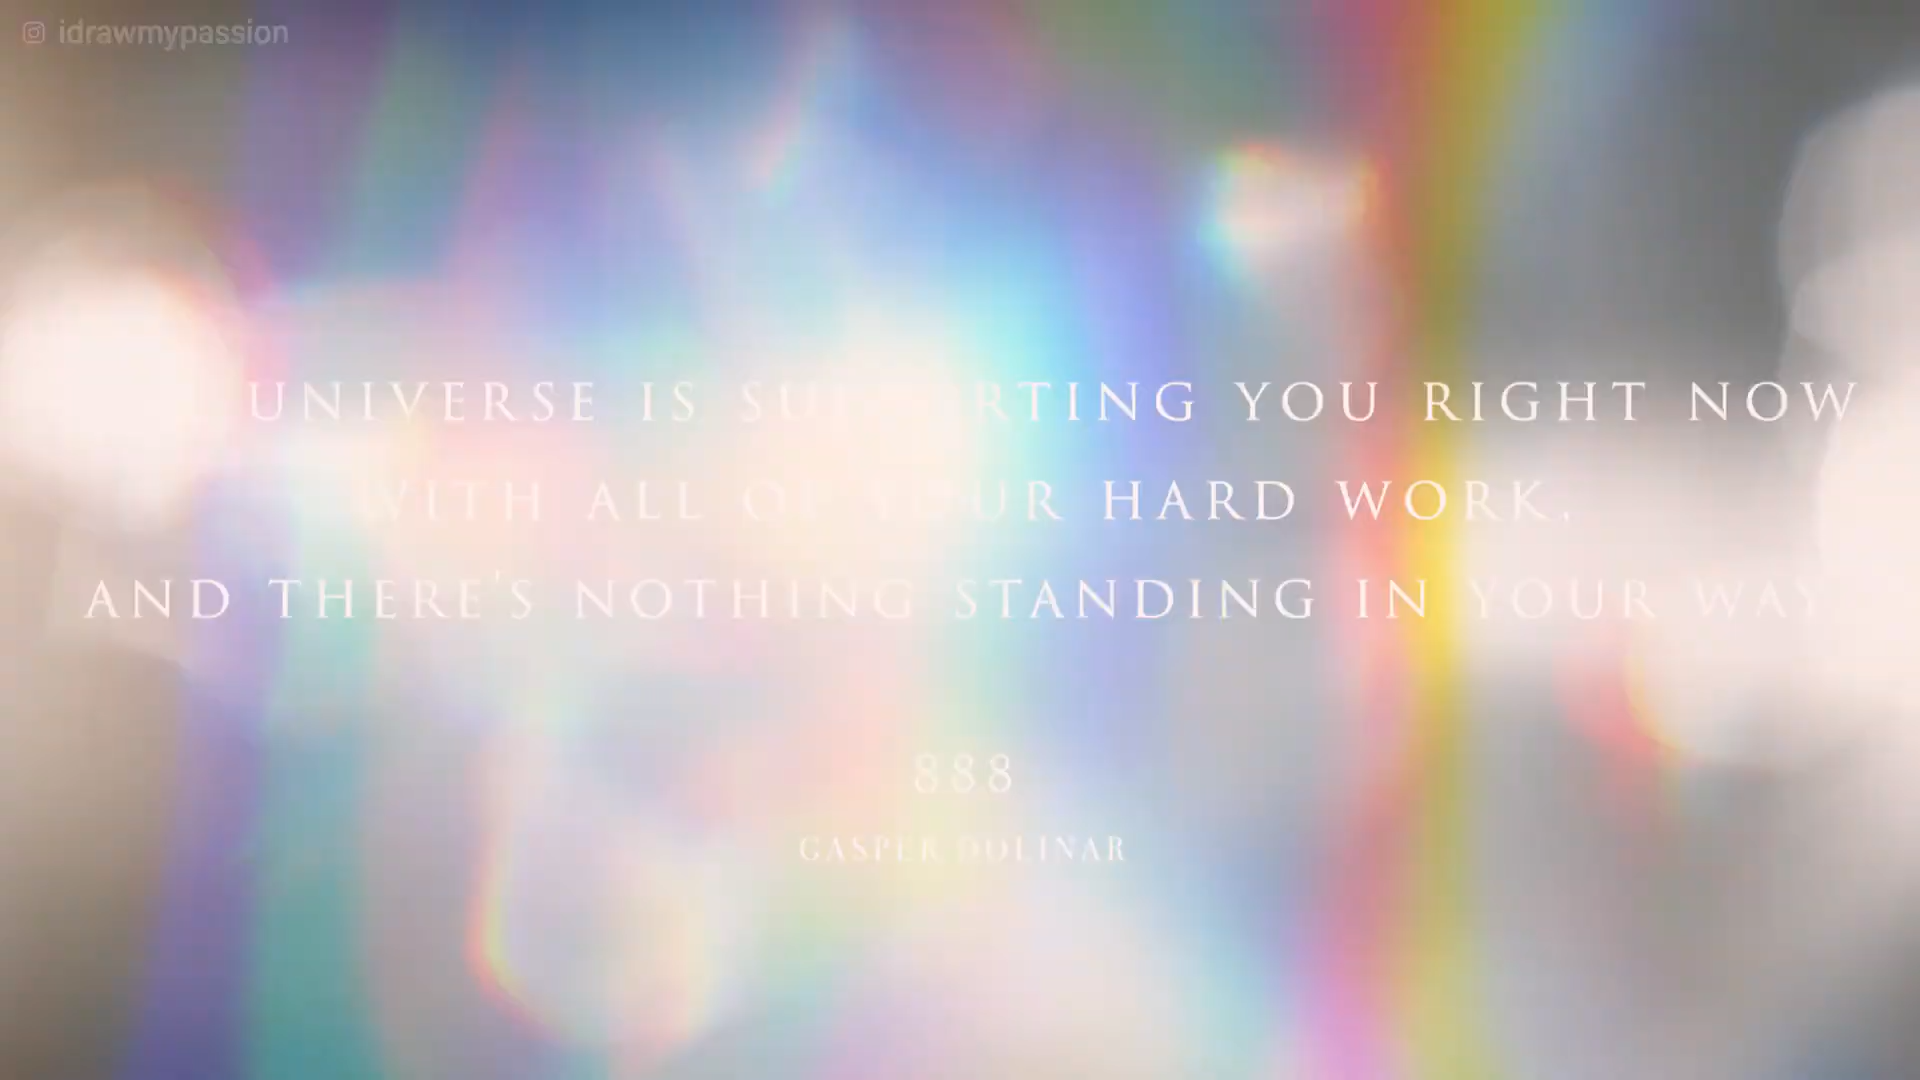 idrawmypassion
UNIVERSE IS SUPPORTING YOU RIGHT NOW
WITH ALL OF YOUR HARD WORK.
AND THERE'S NOTHING STANDING IN YOUR WAY
888
GASPER DOLINAR